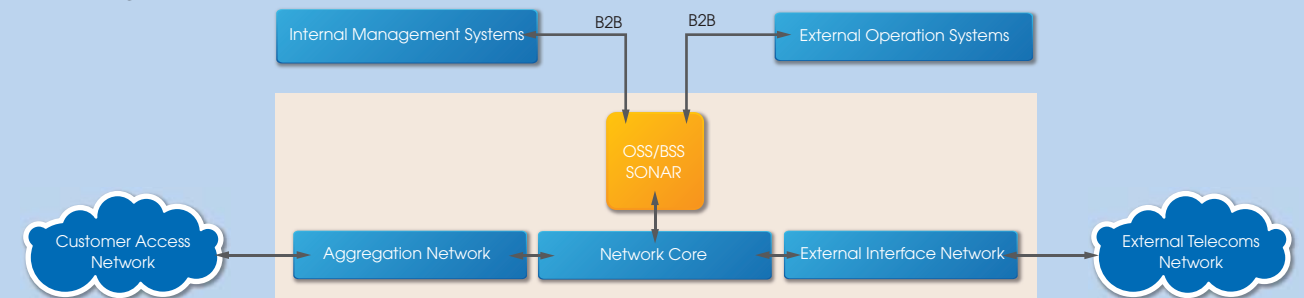 B2B
B2B
Internal Management Systems
External Operation Systems
OSS/BSS
SONAR
Customer Access
Network
Aggregation Network
Network Core
External Interface Network
External Telecoms
Network